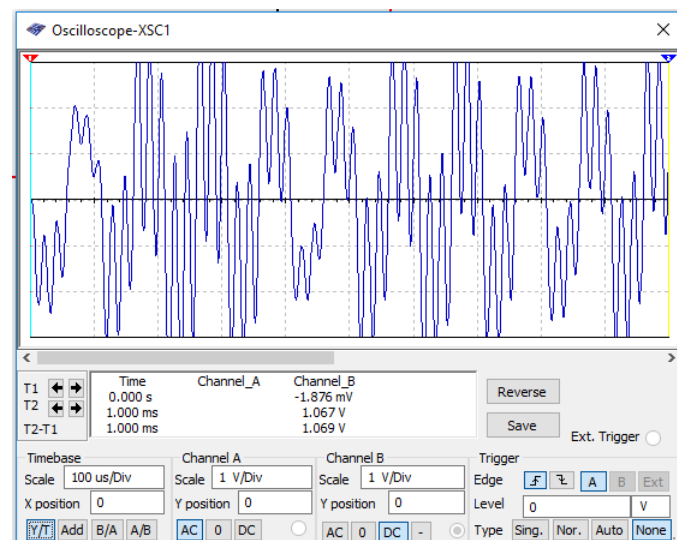 Oscilloscope-XSC1 ×
1 2
< >
Time Channel_A Channel_B
T1 0.000 s -1.876 mV
T2 1.000 ms 1.067 V
T2-T1 1.000 ms 1.069 V
Reverse
Save
Ext. Trigger
Timebase Channel A Channel B Trigger
Scale 100 us/Div Scale 1 V/Div Scale 1 V/Div Edge A B Ext
X position 0 Y position 0 Y position 0 Level 0 V
Y/T Add B/A A/B AC 0 DC AC 0 DC - Type Sing. Nor. Auto None